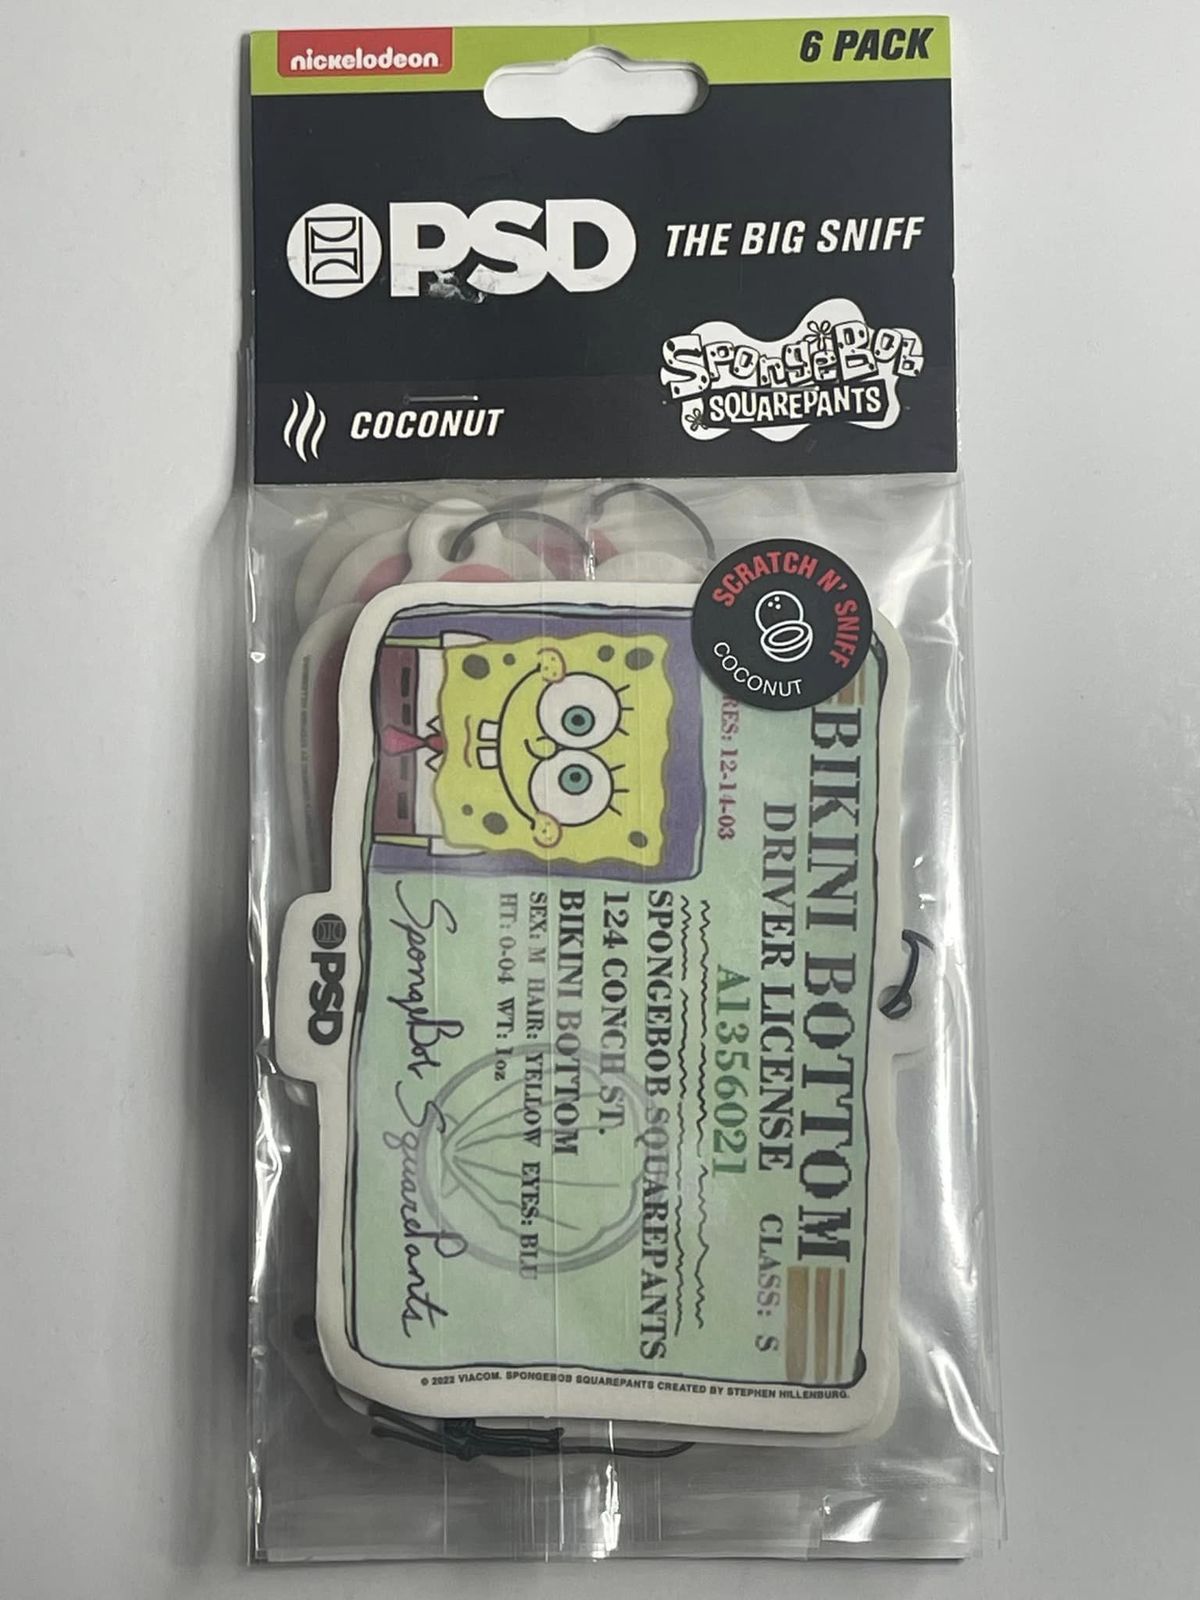 nickelodeon
6 PACK
PSD
THE BIG SNIFF
SPONGEBOB
SQUAREPANTS
COCONUT
SCRATCH N' SNIFF
COCONUT
BIKINI BOTTOM
DRIVER LICENSE CLASS: S
A1356021
RES: 12-14-03
SPONGEBOB SQUAREPANTS
124 CONCH ST.
BIKINI BOTTOM
SEX: M HAIR: YELLOW EYES: BLU
HT: 0-04 WT: 1oz
SpongeBob SquarePants
PSD
© 2022 VIACOM. SPONGEBOB SQUAREPANTS CREATED BY STEPHEN HILLENBURG.